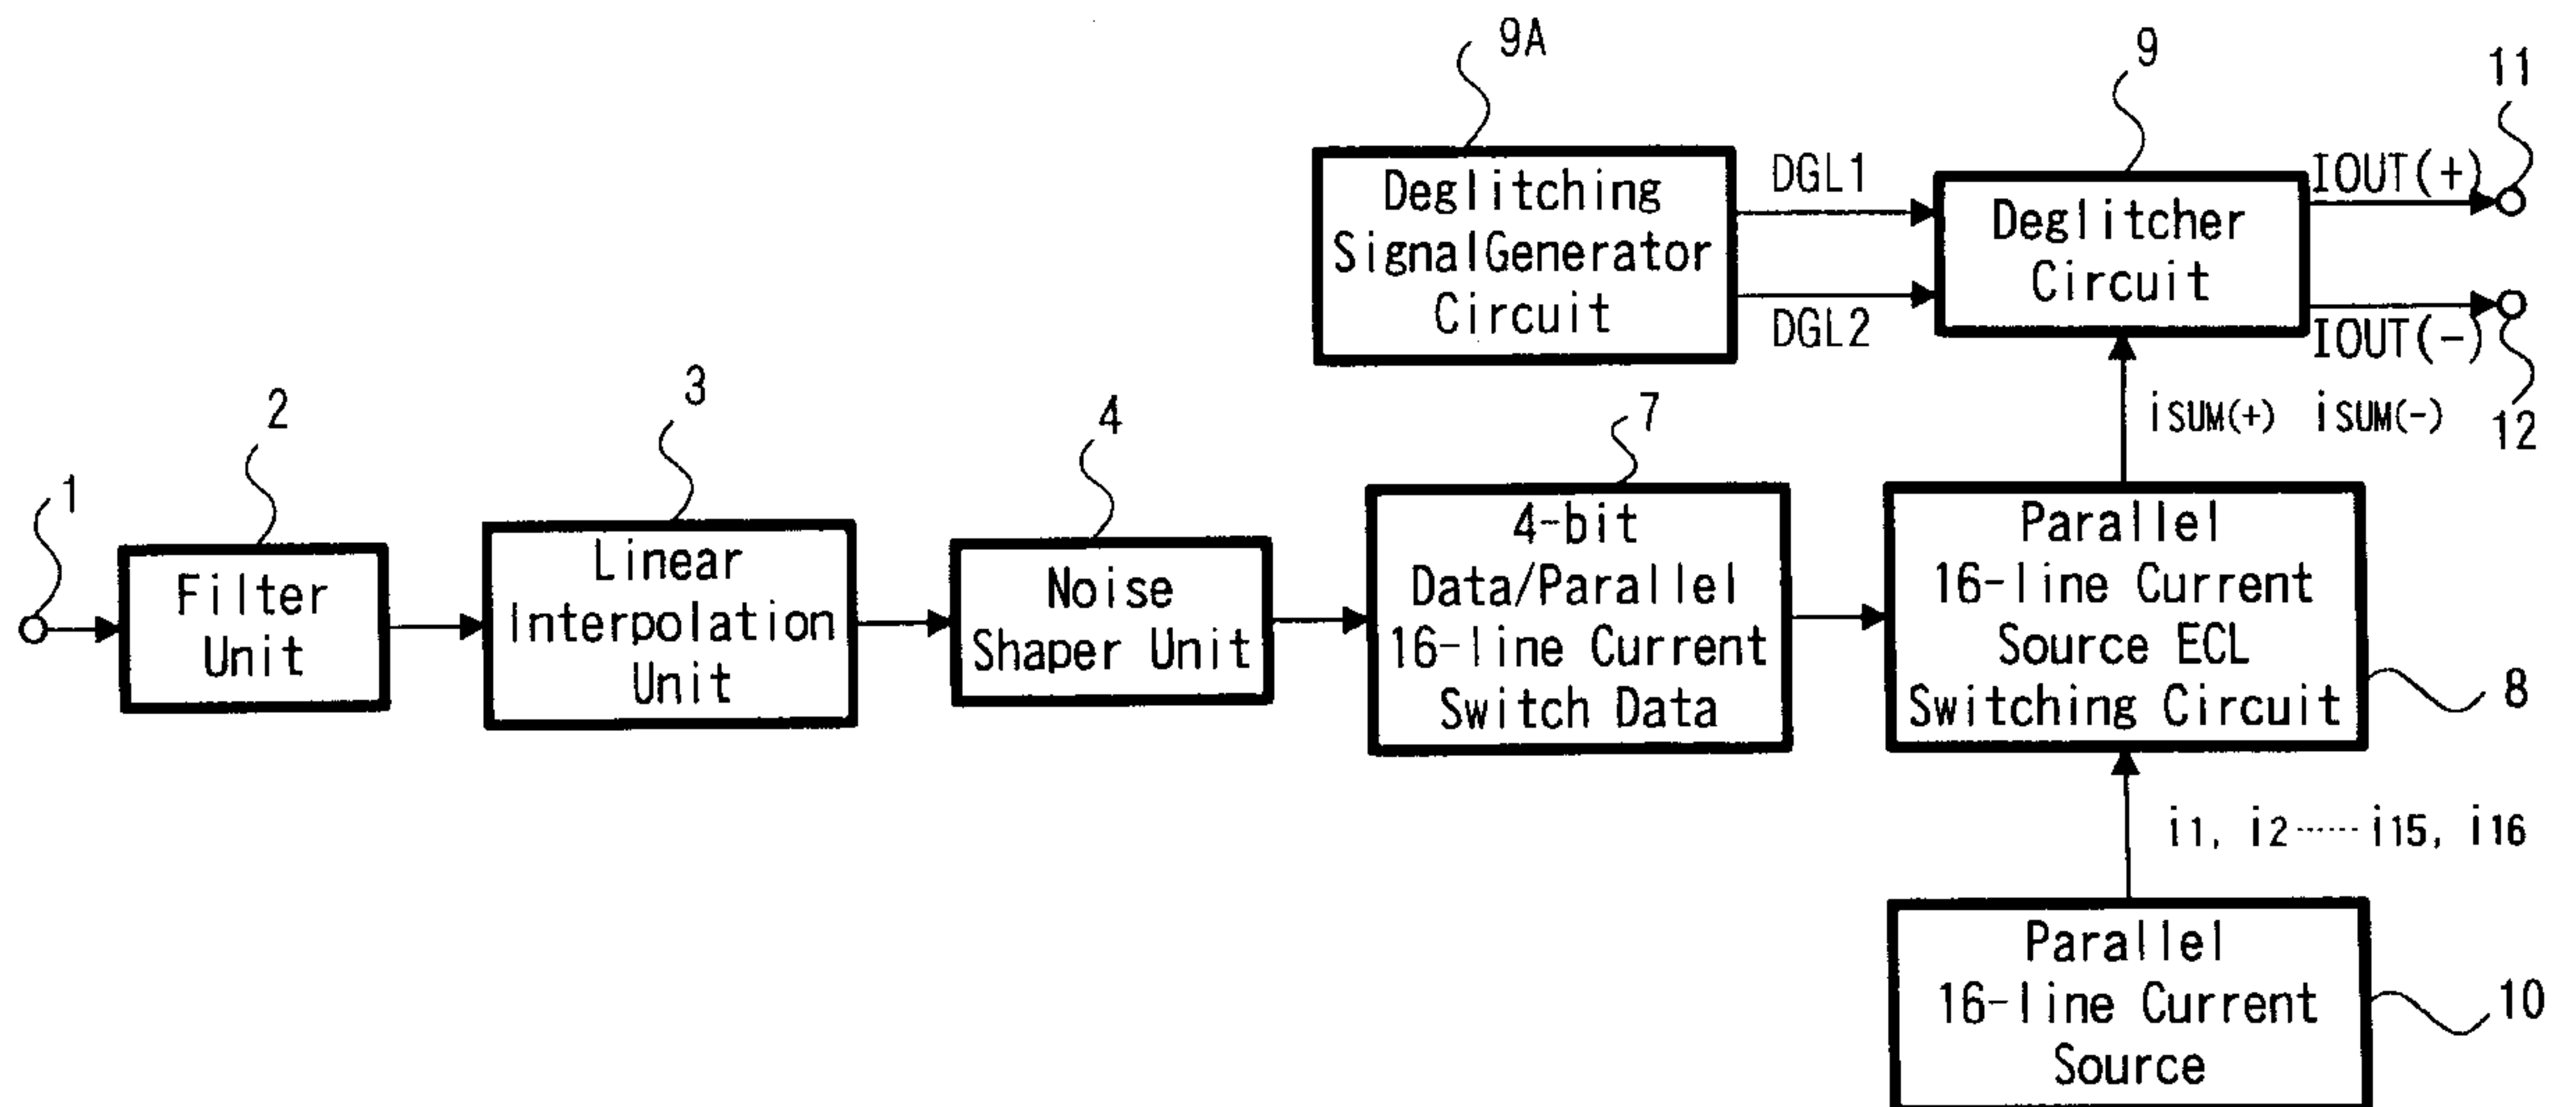 9A
9
11
Deglitching
SignalGenerator
Circuit
DGL1
DGL2
Deglitcher
Circuit
IOUT(+)
IOUT(-)
12
iSUM(+) iSUM(-)
1
2
Filter
Unit
3
Linear
Interpolation
Unit
4
Noise
Shaper Unit
7
4-bit
Data/Parallel
16-line Current
Switch Data
Parallel
16-line Current
Source ECL
Switching Circuit
8
i1, i2……i15, i16
Parallel
16-line Current
Source
10